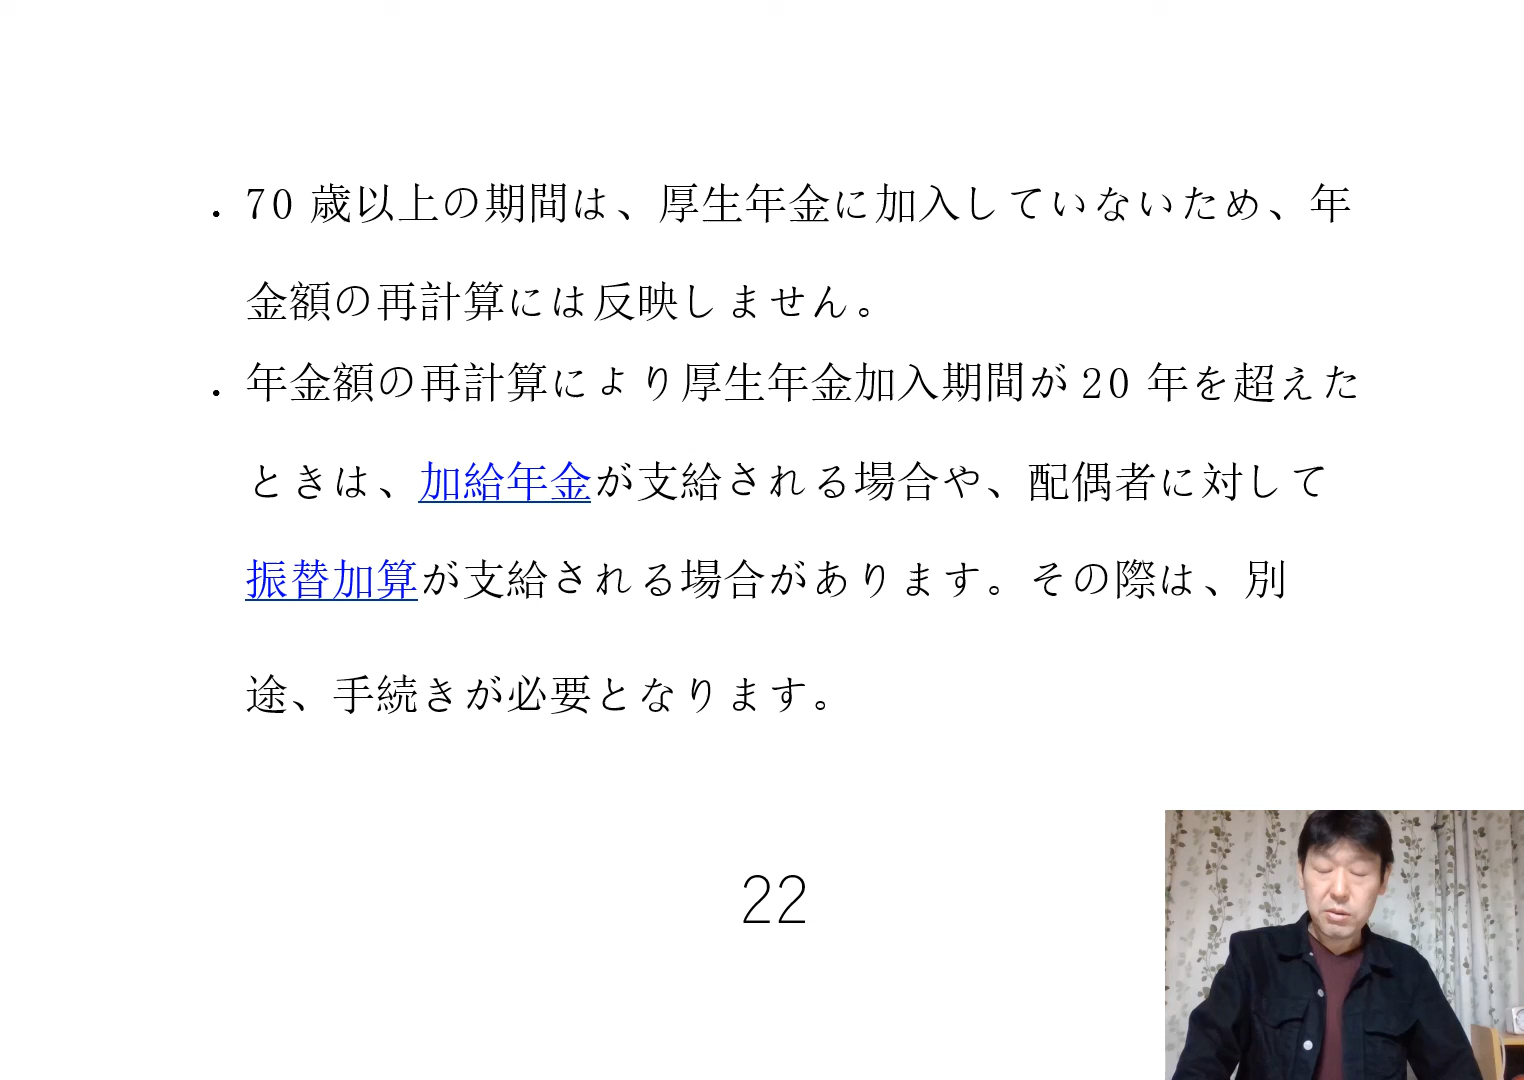 ．70 歳以上の期間は、厚生年金に加入していないため、年
金額の再計算には反映しません。
．年金額の再計算により厚生年金加入期間が 20 年を超えた
ときは、加給年金が支給される場合や、配偶者に対して
振替加算が支給される場合があります。その際は、別
途、手続きが必要となります。
22